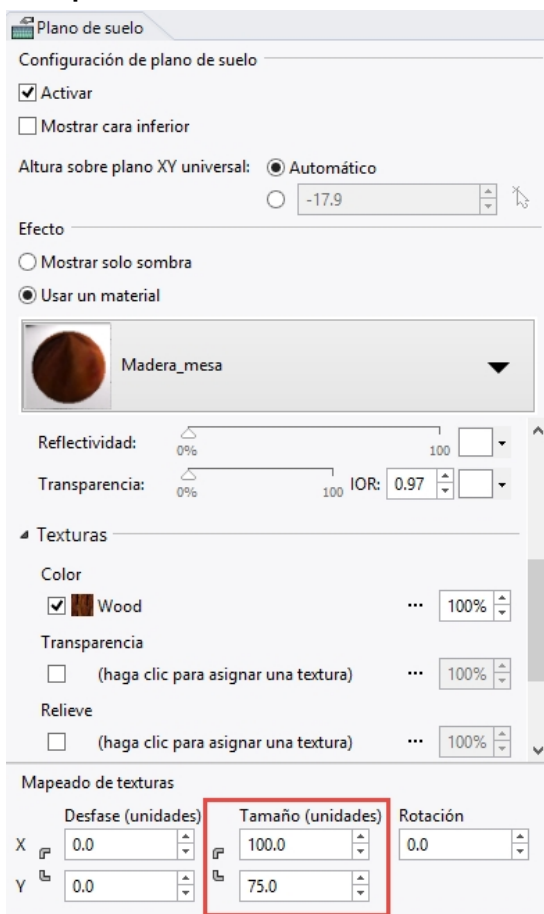 Plano de suelo
Configuración de plano de suelo
Activar
Mostrar cara inferior
Altura sobre plano XY universal: Automático
-17.9
Efecto
Mostrar solo sombra
Usar un material
Madera_mesa
Reflectividad: 0% 100
Transparencia: 0% 100 IOR: 0.97
Texturas
Color
Wood ... 100%
Transparencia
(haga clic para asignar una textura) ... 100%
Relieve
(haga clic para asignar una textura) ... 100%
Mapeado de texturas
Desfase (unidades) Tamaño (unidades) Rotación
X 0.0 100.0 0.0
Y 0.0 75.0